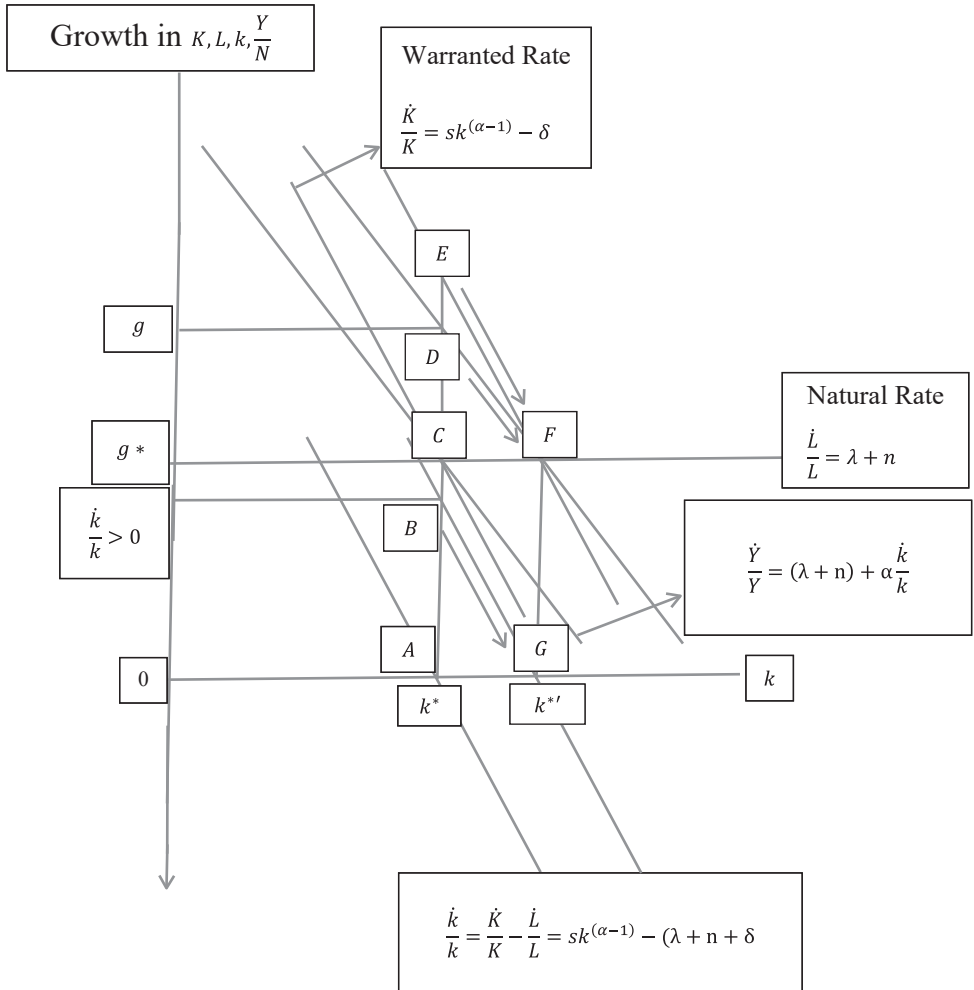 Growth in K, L, k, Y/N
Warranted Rate
K̇/K = sk^(α−1) − δ
E
g
D
Natural Rate
L̇/L = λ + n
C
F
g *
k̇/k > 0
B
Ẏ/Y = (λ + n) + α k̇/k
A
G
0
k
k*
k*′
k̇/k = K̇/K − L̇/L = sk^(α−1) − (λ + n + δ